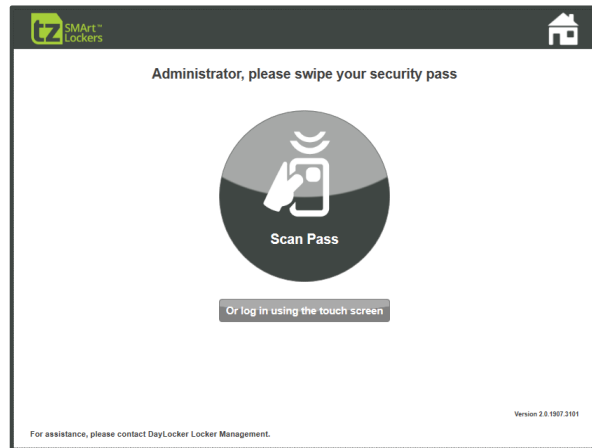 tz SMArt™
Lockers
Administrator, please swipe your security pass
Scan Pass
Or log in using the touch screen
Version 2.0.1907.3101
For assistance, please contact DayLocker Locker Management.